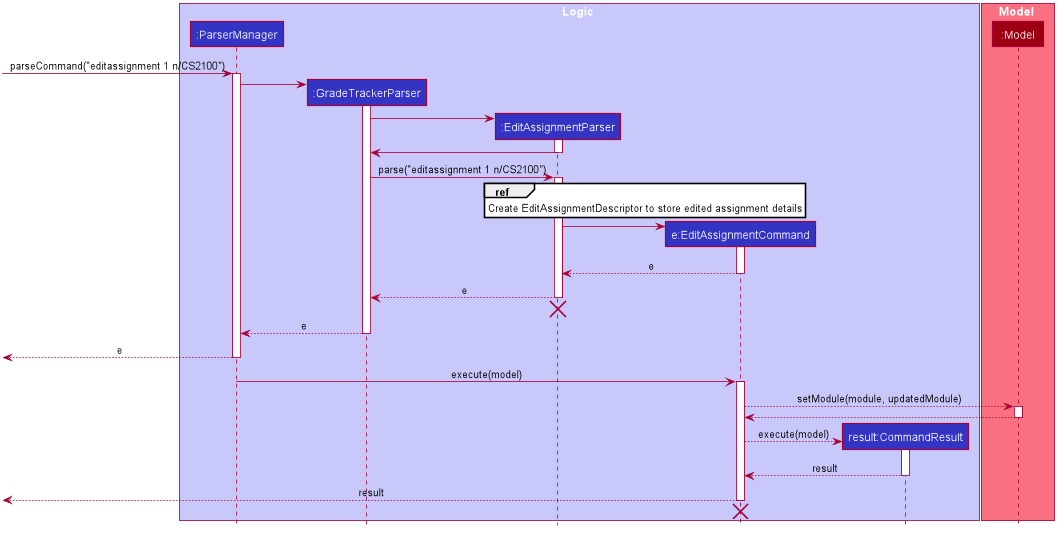 Logic
Model
:ParserManager
:Model
parseCommand("editassignment 1 n/CS2100")
:GradeTrackerParser
:EditAssignmentParser
parse("editassignment 1 n/CS2100")
ref
Create EditAssignmentDescriptor to store edited assignment details
e:EditAssignmentCommand
e
e
e
e
execute(model)
setModule(module, updatedModule)
execute(model)
result:CommandResult
result
result